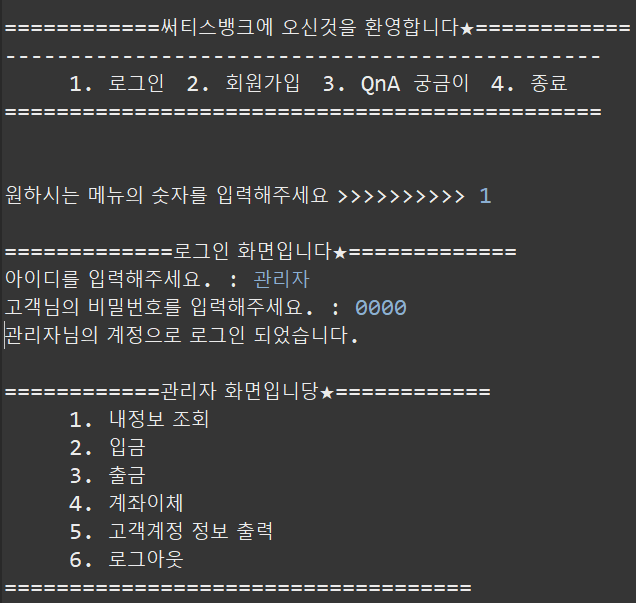 ============써티스뱅크에 오신것을 환영합니다★============
----------------------------------------------
1. 로그인 2. 회원가입 3. QnA 궁금이 4. 종료
==============================================
원하시는 메뉴의 숫자를 입력해주세요 >>>>>>>>>> 1
=============로그인 화면입니다★=============
아이디를 입력해주세요. : 관리자
고객님의 비밀번호를 입력해주세요. : 0000
관리자님의 계정으로 로그인 되었습니다.
============관리자 화면입니당★============
1. 내정보 조회
2. 입금
3. 출금
4. 계좌이체
5. 고객계정 정보 출력
6. 로그아웃
====================================